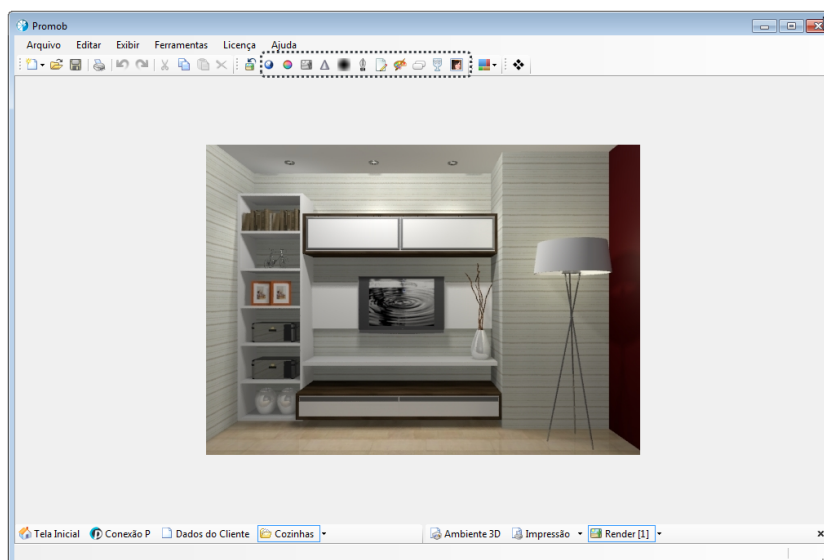 Promob
Arquivo Editar Exibir Ferramentas Licença Ajuda
Tela Inicial Conexão P Dados do Cliente Cozinhas Ambiente 3D Impressão Render [1]